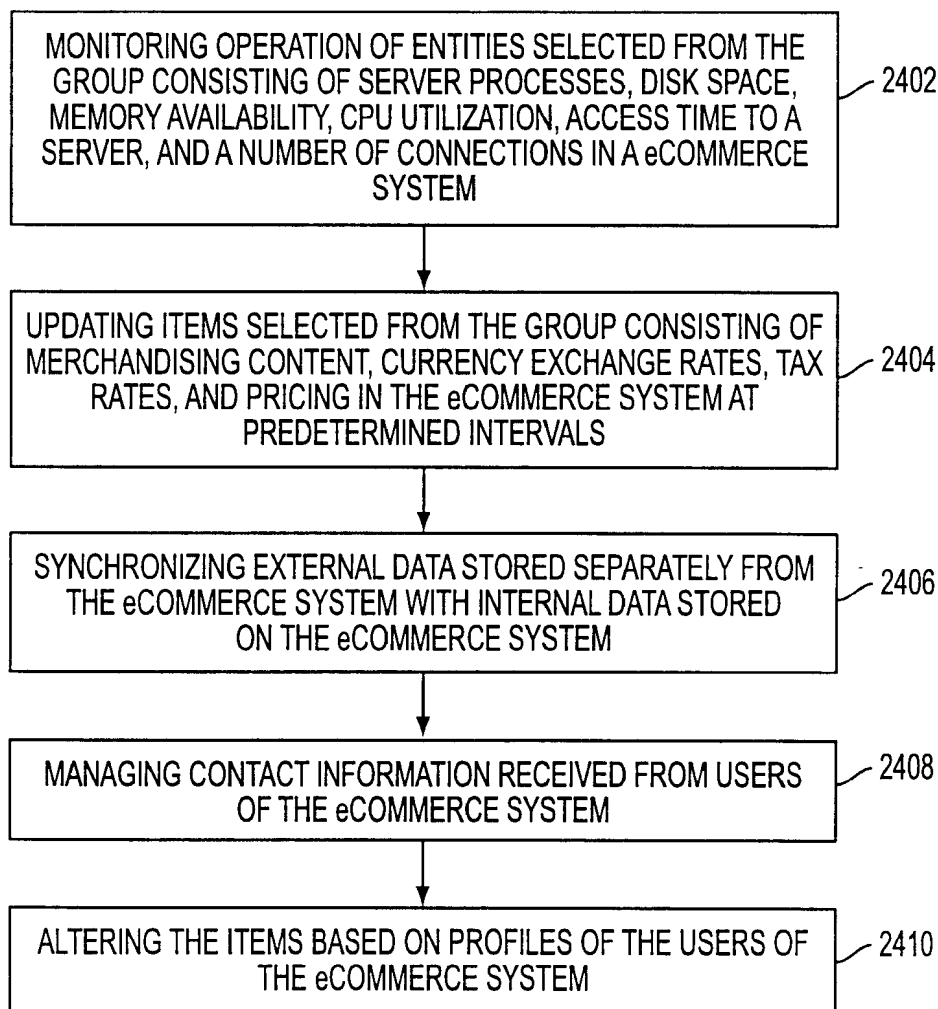 MONITORING OPERATION OF ENTITIES SELECTED FROM THE
GROUP CONSISTING OF SERVER PROCESSES, DISK SPACE,
MEMORY AVAILABILITY, CPU UTILIZATION, ACCESS TIME TO A
SERVER, AND A NUMBER OF CONNECTIONS IN A eCOMMERCE
SYSTEM
2402
UPDATING ITEMS SELECTED FROM THE GROUP CONSISTING OF
MERCHANDISING CONTENT, CURRENCY EXCHANGE RATES, TAX
RATES, AND PRICING IN THE eCOMMERCE SYSTEM AT
PREDETERMINED INTERVALS
2404
SYNCHRONIZING EXTERNAL DATA STORED SEPARATELY FROM
THE eCOMMERCE SYSTEM WITH INTERNAL DATA STORED
ON THE eCOMMERCE SYSTEM
2406
MANAGING CONTACT INFORMATION RECEIVED FROM USERS
OF THE eCOMMERCE SYSTEM
2408
ALTERING THE ITEMS BASED ON PROFILES OF THE USERS OF
THE eCOMMERCE SYSTEM
2410